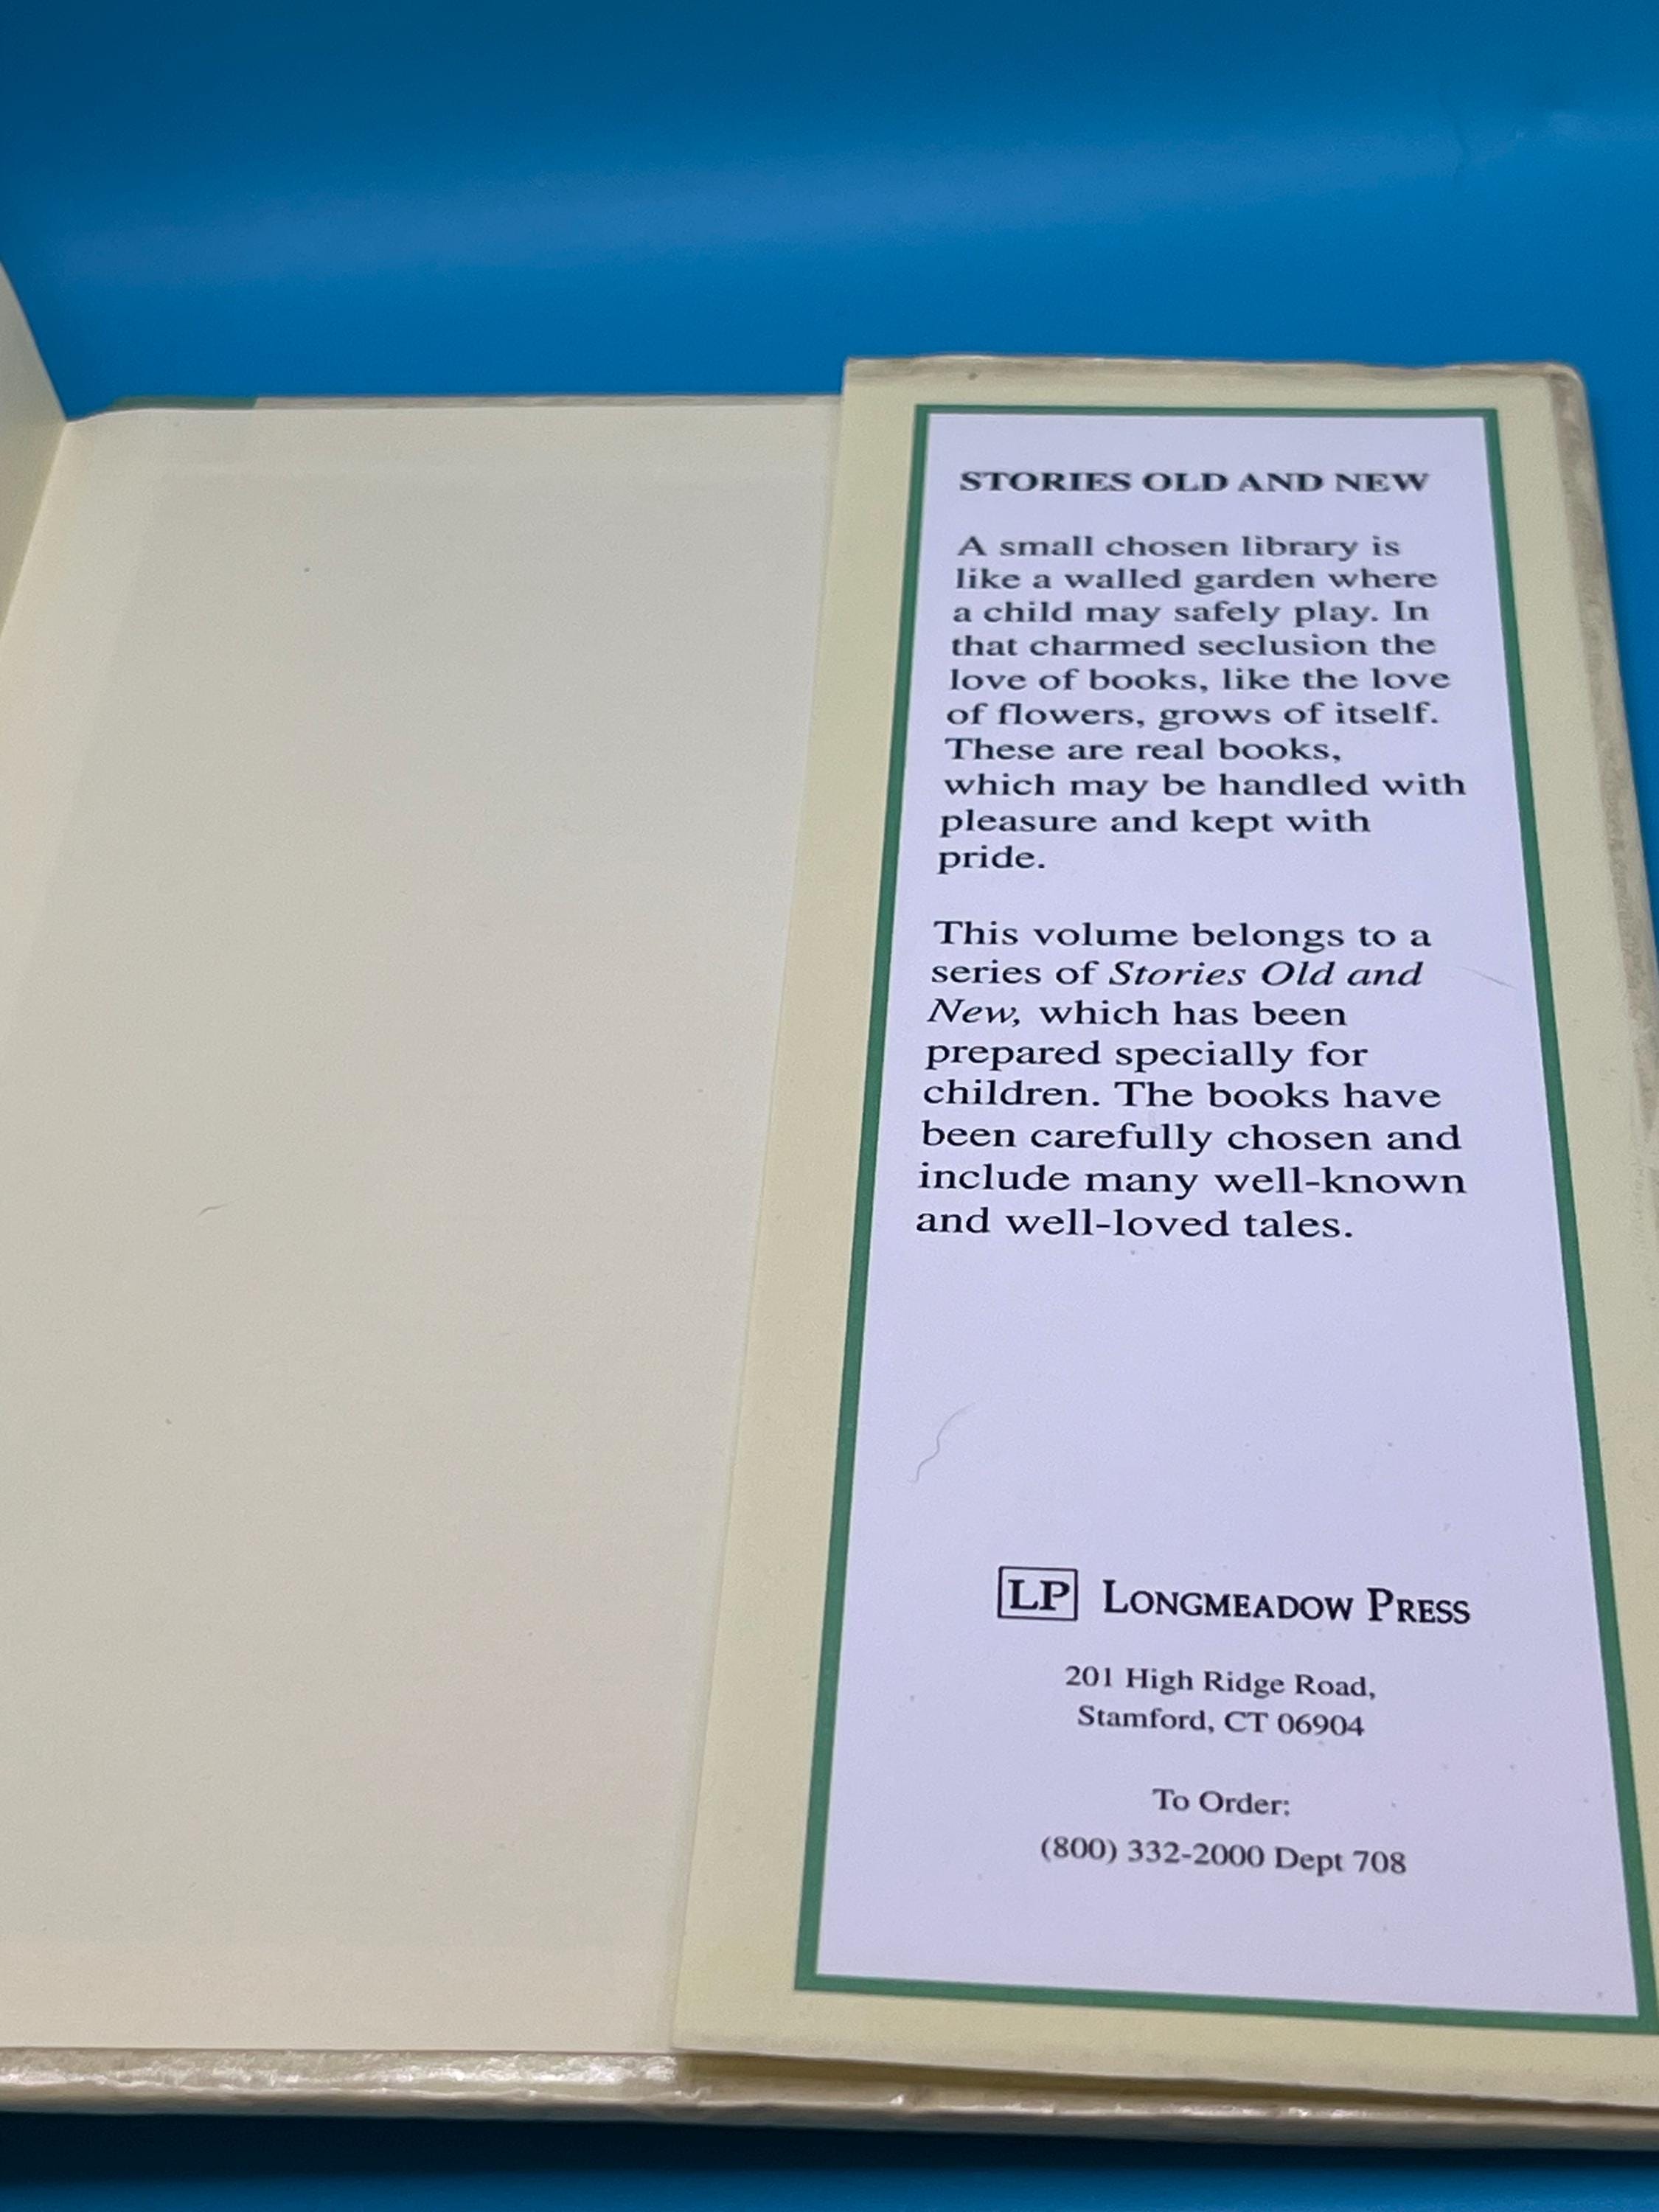 STORIES OLD AND NEW
A small chosen library is
like a walled garden where
a child may safely play. In
that charmed seclusion the
love of books, like the love
of flowers, grows of itself.
These are real books,
which may be handled with
pleasure and kept with
pride.
This volume belongs to a
series of Stories Old and
New, which has been
prepared specially for
children. The books have
been carefully chosen and
include many well-known
and well-loved tales.
LP LONGMEADOW PRESS
201 High Ridge Road,
Stamford, CT 06904
To Order:
(800) 332-2000 Dept 708